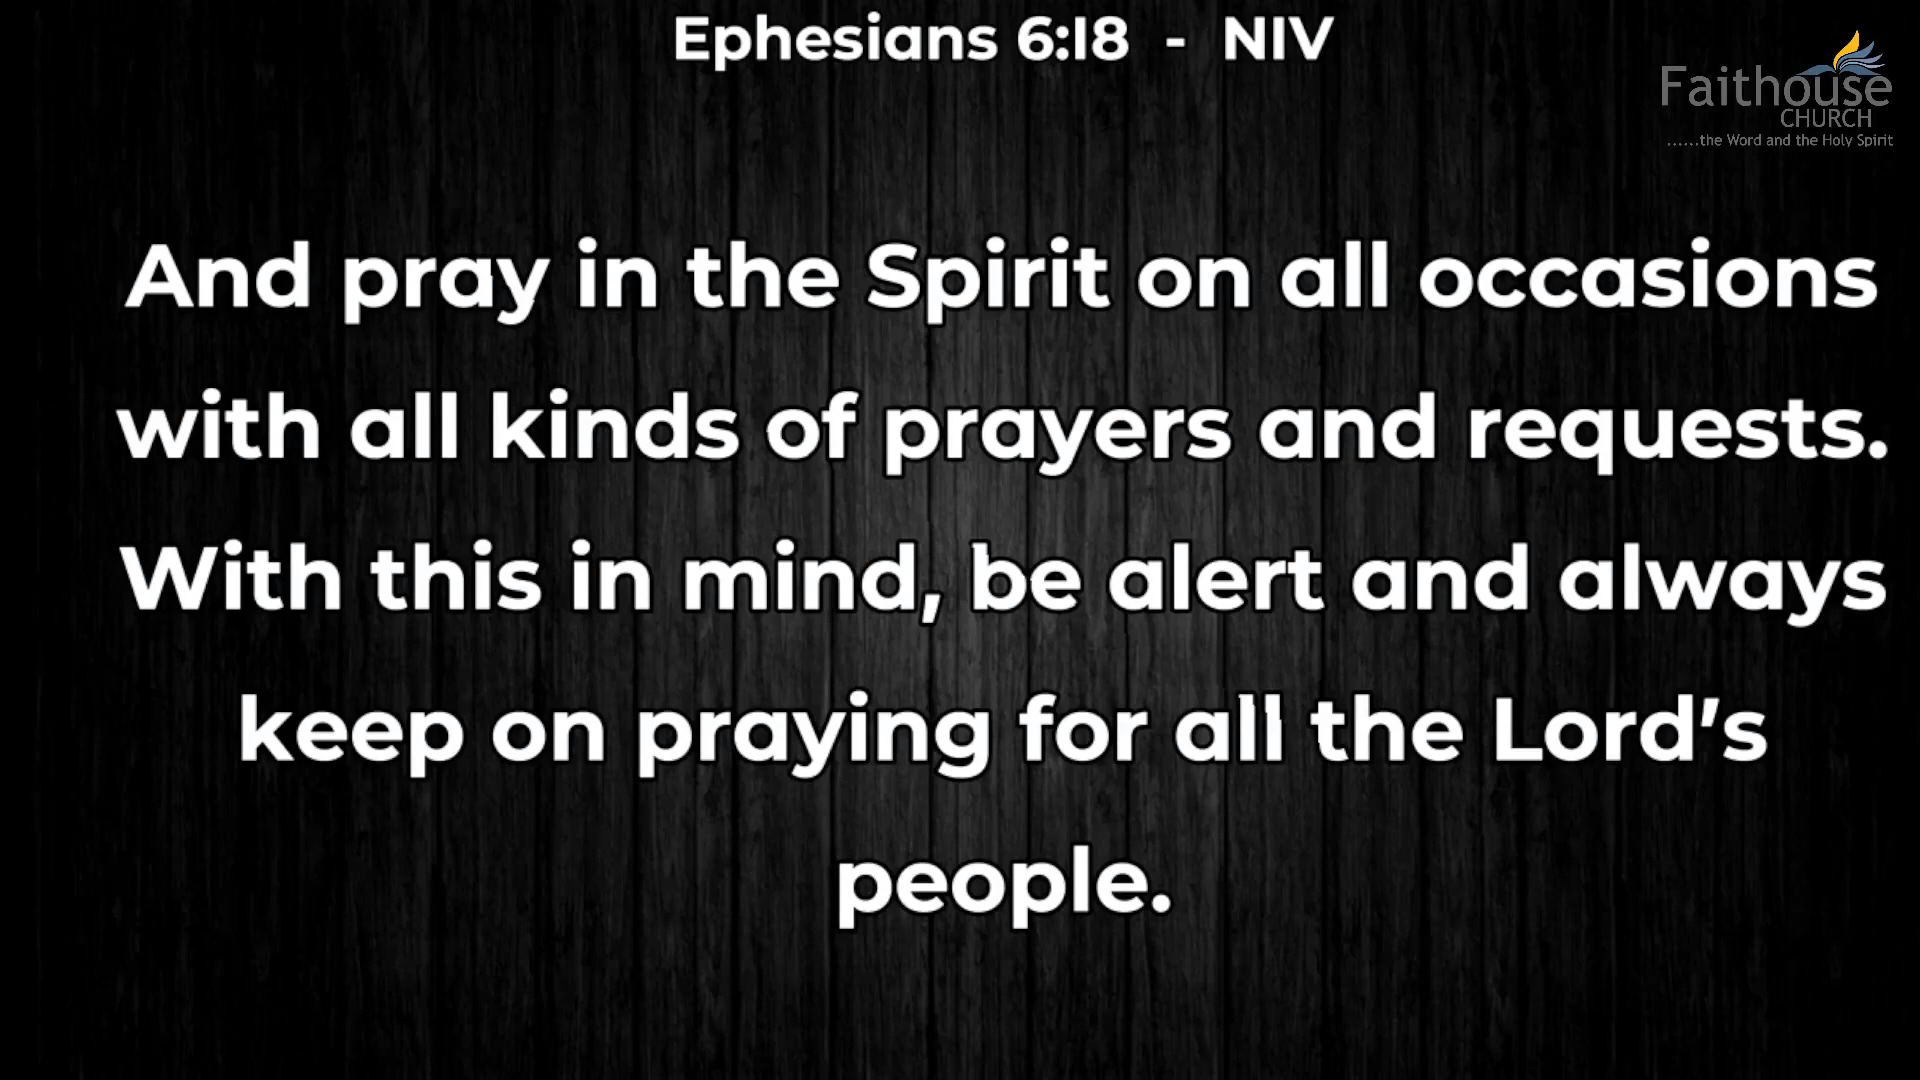 Ephesians 6:18 - NIV
Faithouse
CHURCH
......the Word and the Holy Spirit
And pray in the Spirit on all occasions
with all kinds of prayers and requests.
With this in mind, be alert and always
keep on praying for all the Lord's
people.